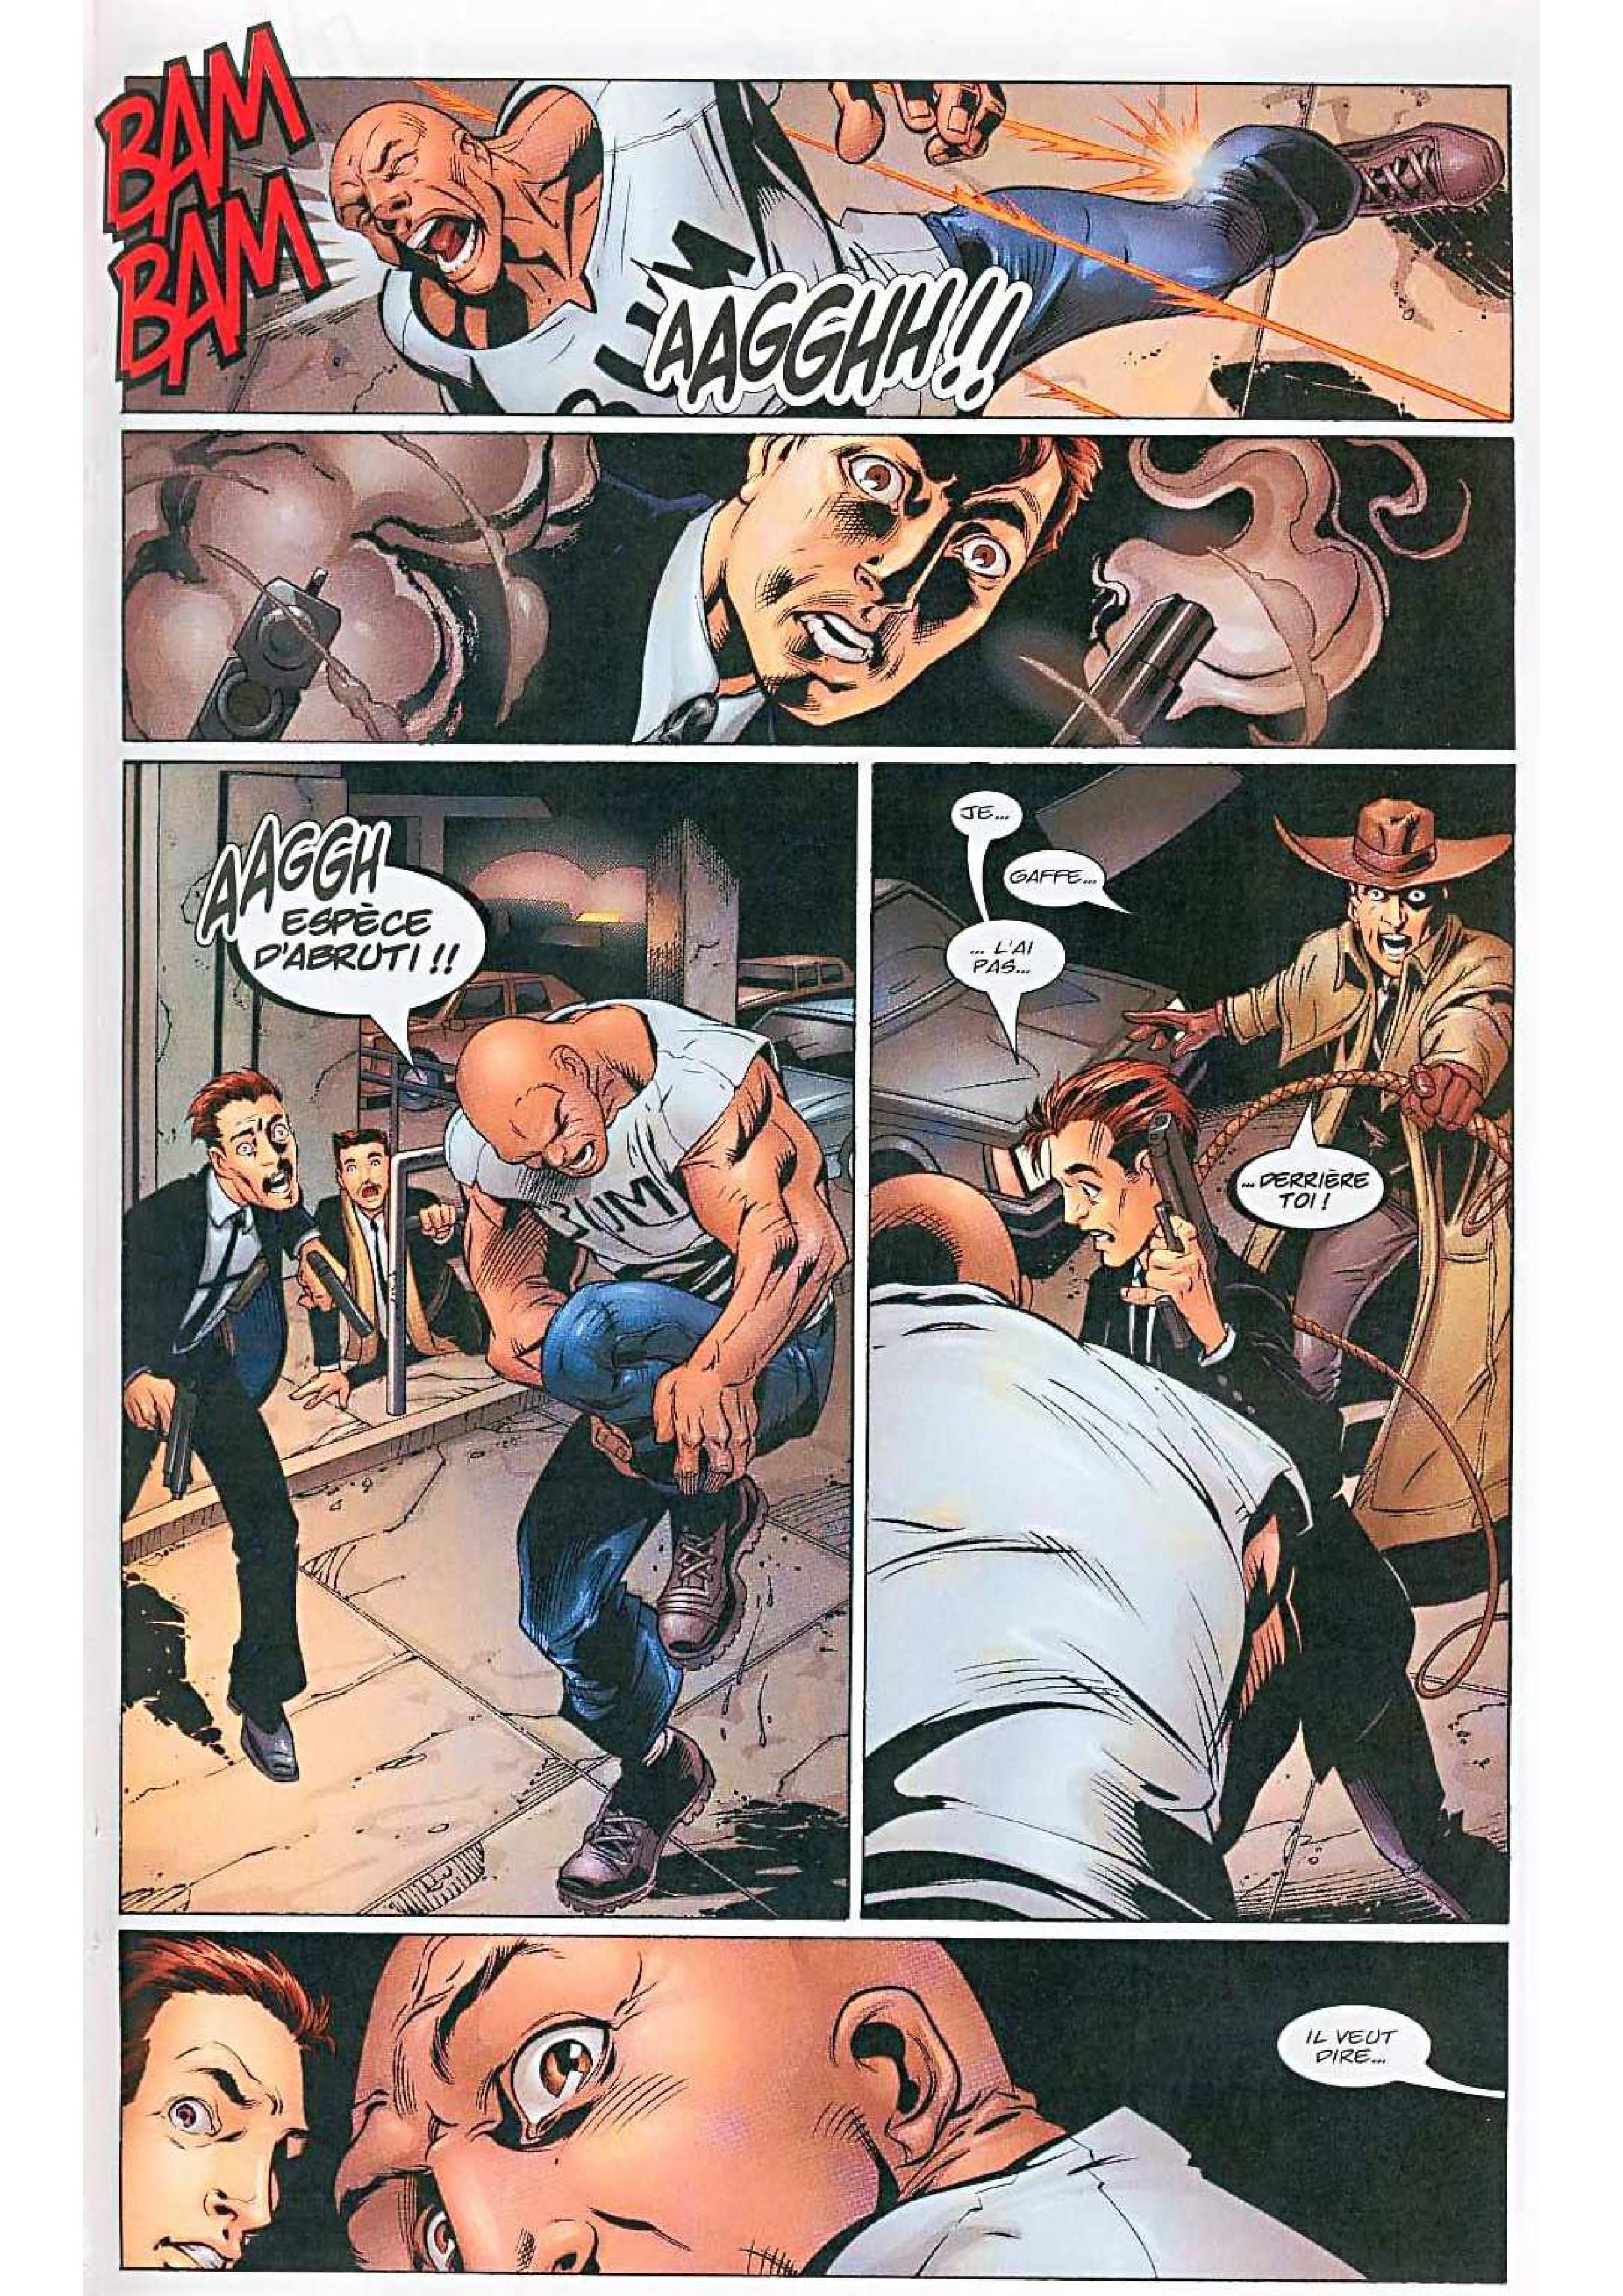 BAM
BAM
AAGGHH!!
AAGGH
ESPÈCE
D'ABRUTI !!
JE...
GAFFE...
... L'AI
PAS...
... DERRIÈRE
TOI !
IL VEUT
DIRE...